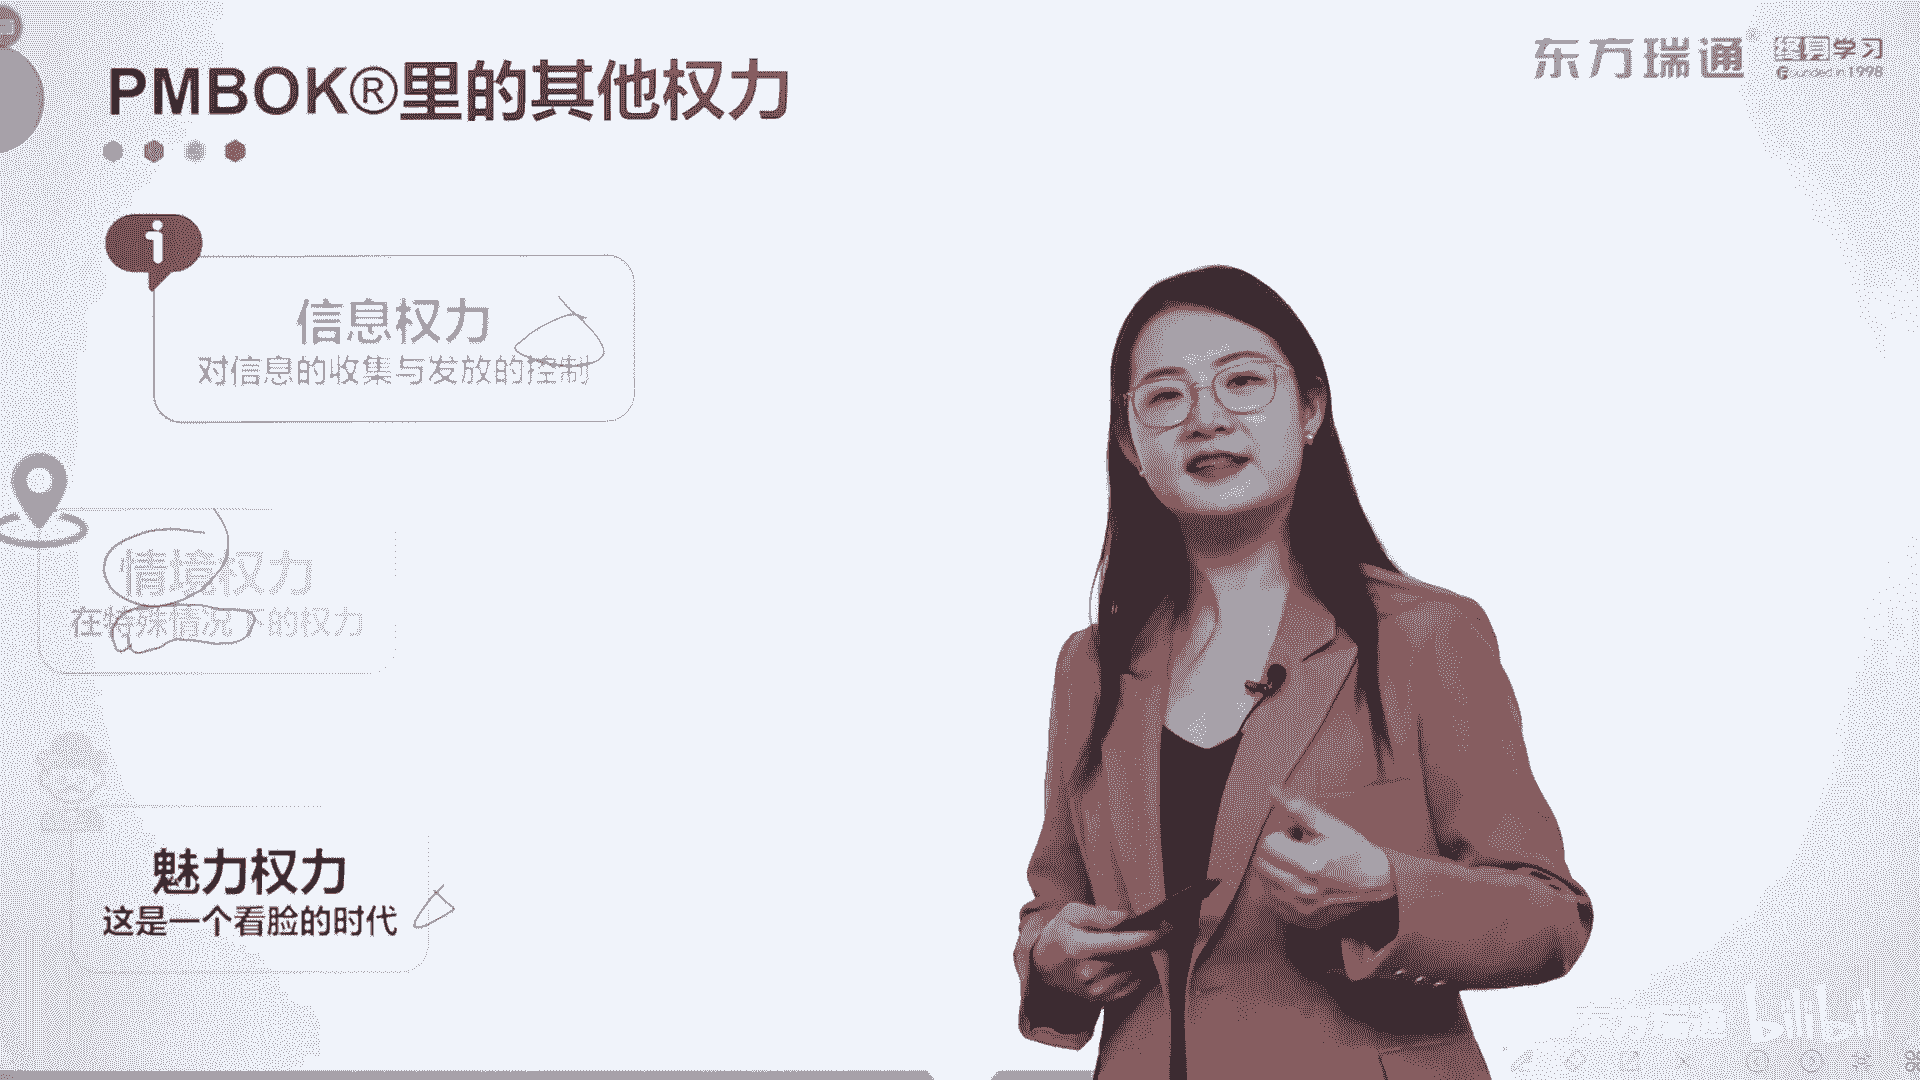 PMBOK®里的其他权力
东方瑞通®
终身学习
Founded in 1998
i
信息权力
对信息的收集与发放的控制
情境权力
在特殊情况下的权力
魅力权力
这是一个看脸的时代
东方瑞通
bilibili